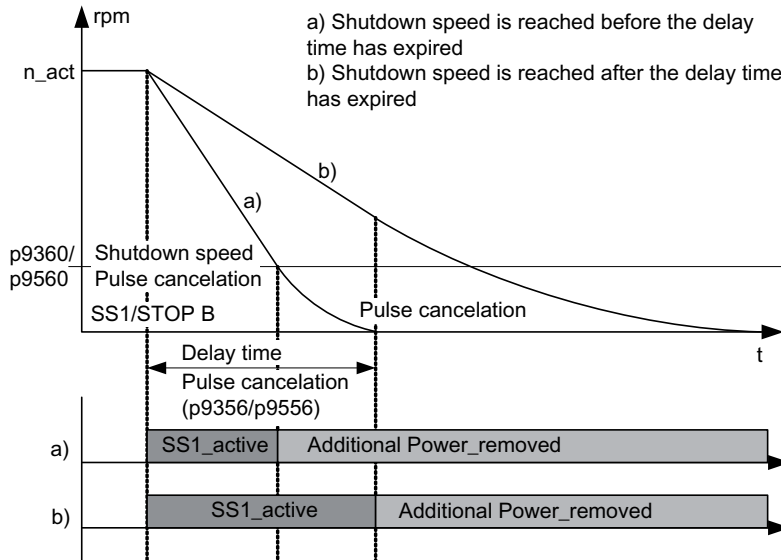 rpm
a) Shutdown speed is reached before the delay
time has expired
b) Shutdown speed is reached after the delay time
has expired
n_act
b)
a)
p9360/
p9560
Shutdown speed
Pulse cancelation
SS1/STOP B
Pulse cancelation
t
Delay time
Pulse cancelation
(p9356/p9556)
a)
SS1_active
Additional Power_removed
b)
SS1_active
Additional Power_removed